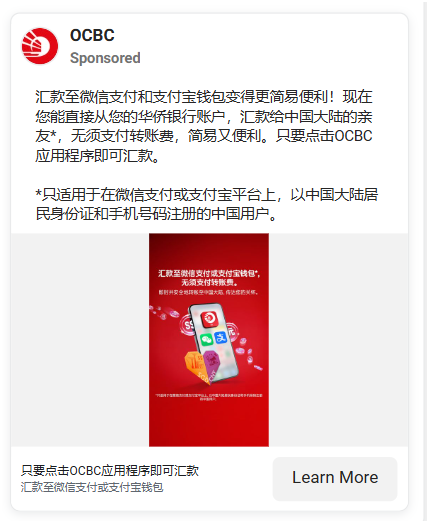 OCBC
Sponsored
汇款至微信支付和支付宝钱包变得更简易便利！现在
您能直接从您的华侨银行账户，汇款给中国大陆的亲
友*，无须支付转账费，简易又便利。只要点击OCBC
应用程序即可汇款。
*只适用于在微信支付或支付宝平台上，以中国大陆居
民身份证和手机号码注册的中国用户。
汇款至微信支付或支付宝钱包*，
无须支付转账费。
只要点击OCBC应用程序即可汇款
汇款至微信支付或支付宝钱包
Learn More